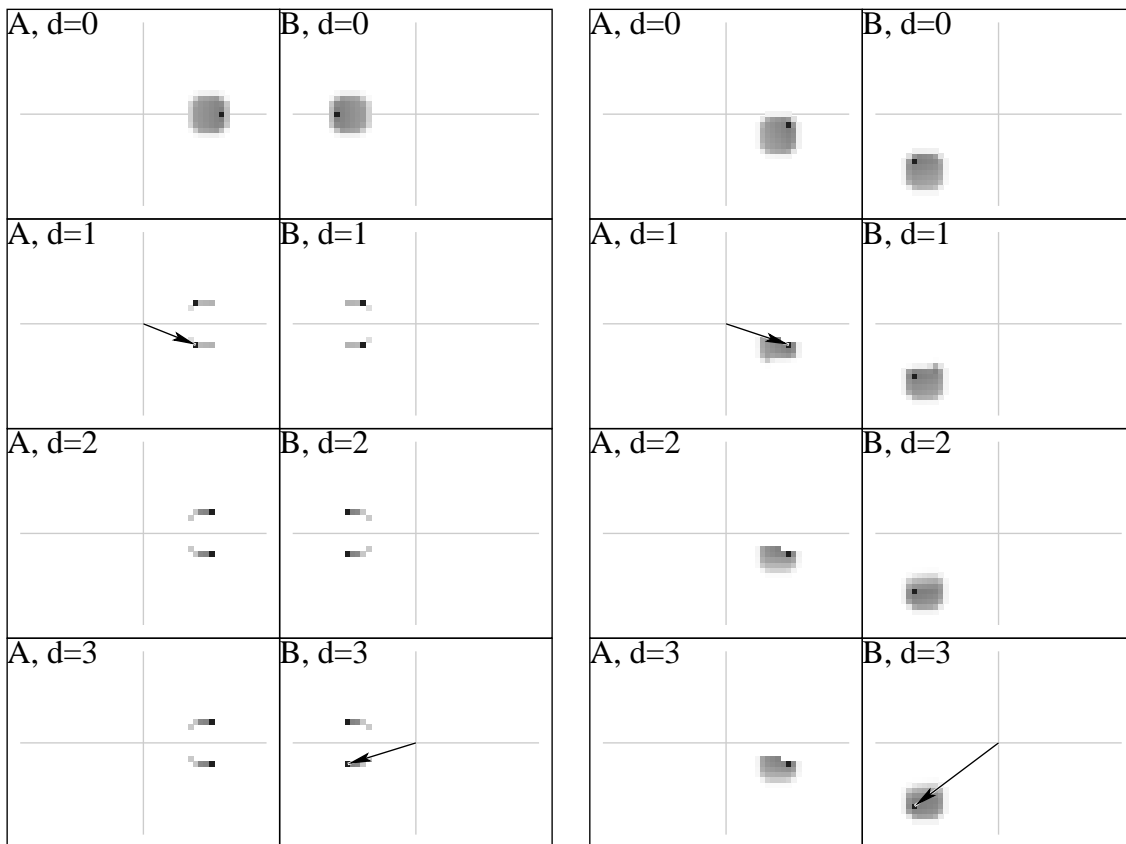 A, d=0 B, d=0 A, d=0 B, d=0
A, d=1 B, d=1 A, d=1 B, d=1
A, d=2 B, d=2 A, d=2 B, d=2
A, d=3 B, d=3 A, d=3 B, d=3